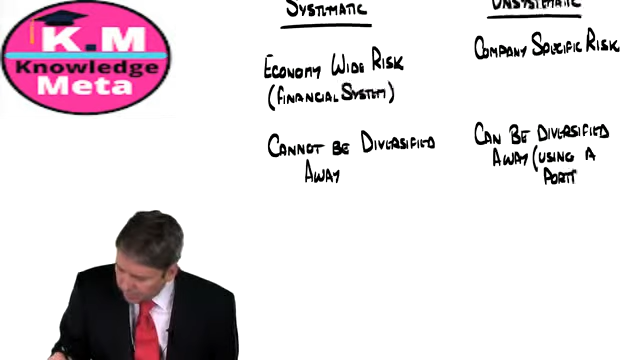 K.M
Knowledge
Meta
SYSTEMATIC
ECONOMY WIDE RISK
(FINANCIAL SYSTEM)
CANNOT BE DIVERSIFIED
AWAY
UNSYSTEMATIC
COMPANY SPECIFIC RISK
CAN BE DIVERSIFIED
AWAY (USING A
PORTF